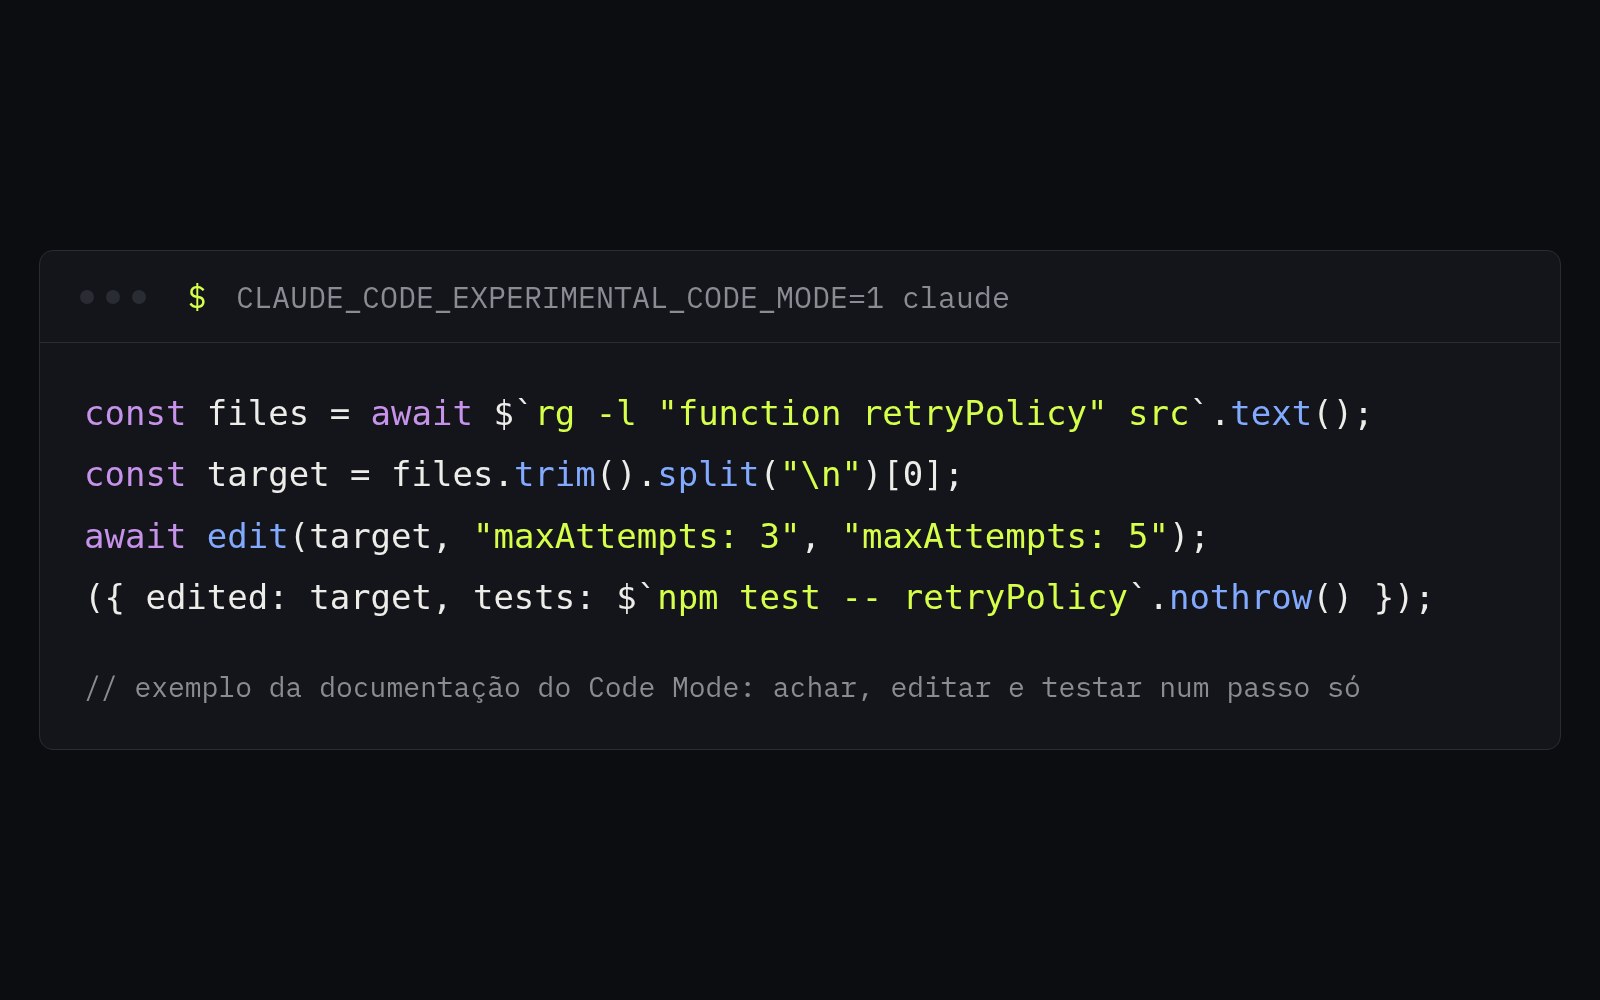 $ CLAUDE_CODE_EXPERIMENTAL_CODE_MODE=1 claude
const files = await $`rg -l "function retryPolicy" src`.text();
const target = files.trim().split("\n")[0];
await edit(target, "maxAttempts: 3", "maxAttempts: 5");
({ edited: target, tests: $`npm test -- retryPolicy`.nothrow() });
// exemplo da documentação do Code Mode: achar, editar e testar num passo só